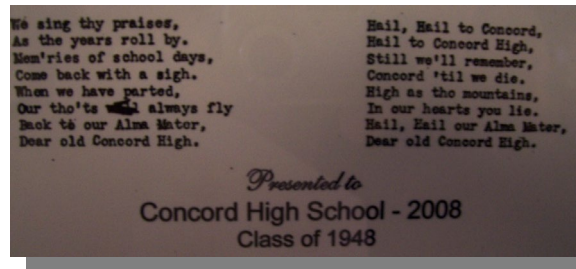 We sing thy praises,
As the years roll by.
Mem'ries of school days,
Come back with a sigh.
When we have parted,
Our tho'ts always fly
Back to our Alma Mater,
Dear old Concord High.
Hail, Hail to Concord,
Hail to Concord High,
Still we'll remember,
Concord 'til we die.
High as tho mountains,
In our hearts you lie.
Hail, Hail our Alma Mater,
Dear old Concord High.
Presented to
Concord High School - 2008
Class of 1948